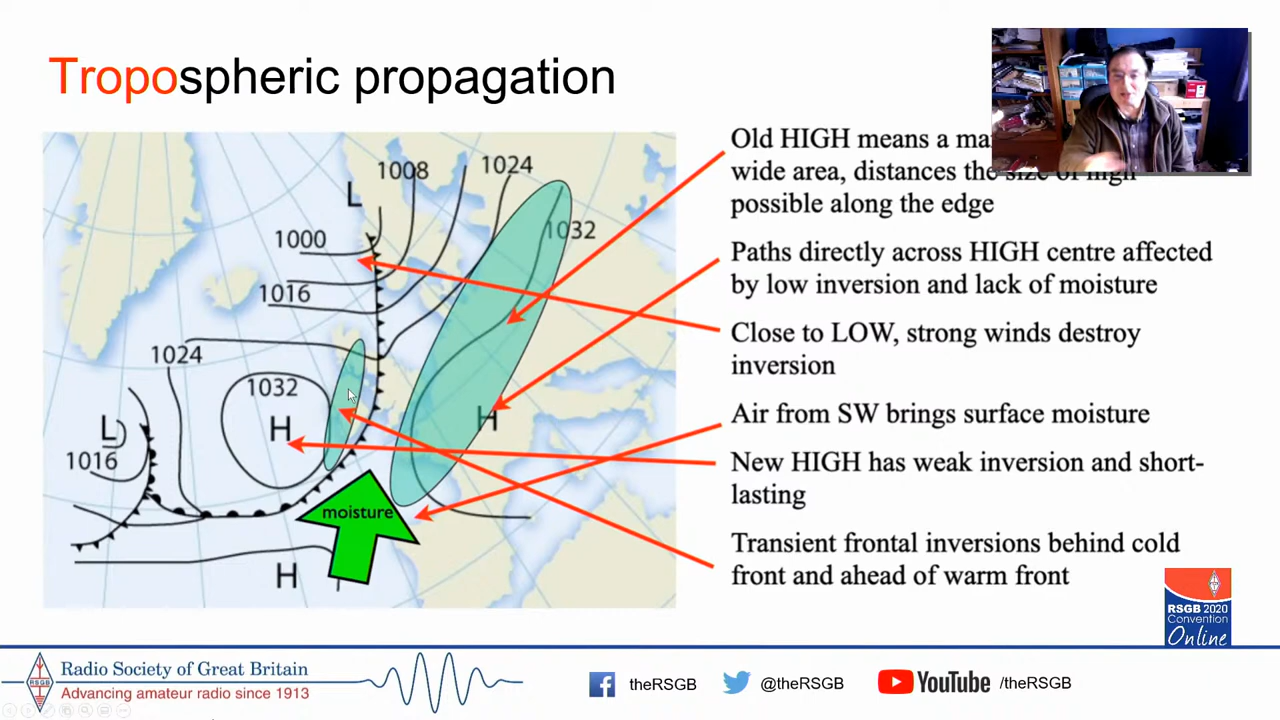 Tropospheric propagation
Old HIGH means a
wide area, distances the size of high
possible along the edge
Paths directly across HIGH centre affected
by low inversion and lack of moisture
Close to LOW, strong winds destroy
inversion
Air from SW brings surface moisture
New HIGH has weak inversion and short-
lasting
Transient frontal inversions behind cold
front and ahead of warm front
1008
1024
L
1000
1032
1016
1024
1032
H
H
L
1016
moisture
H
RSGB 2020
Convention
Online
RSGB
Radio Society of Great Britain
Advancing amateur radio since 1913
theRSGB
@theRSGB
YouTube /theRSGB